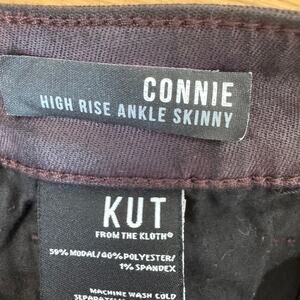 CONNIE
HIGH RISE ANKLE SKINNY
KUT
FROM THE KLOTH®
59% MODAL/40% POLYESTER/
1% SPANDEX
MACHINE WASH COLD